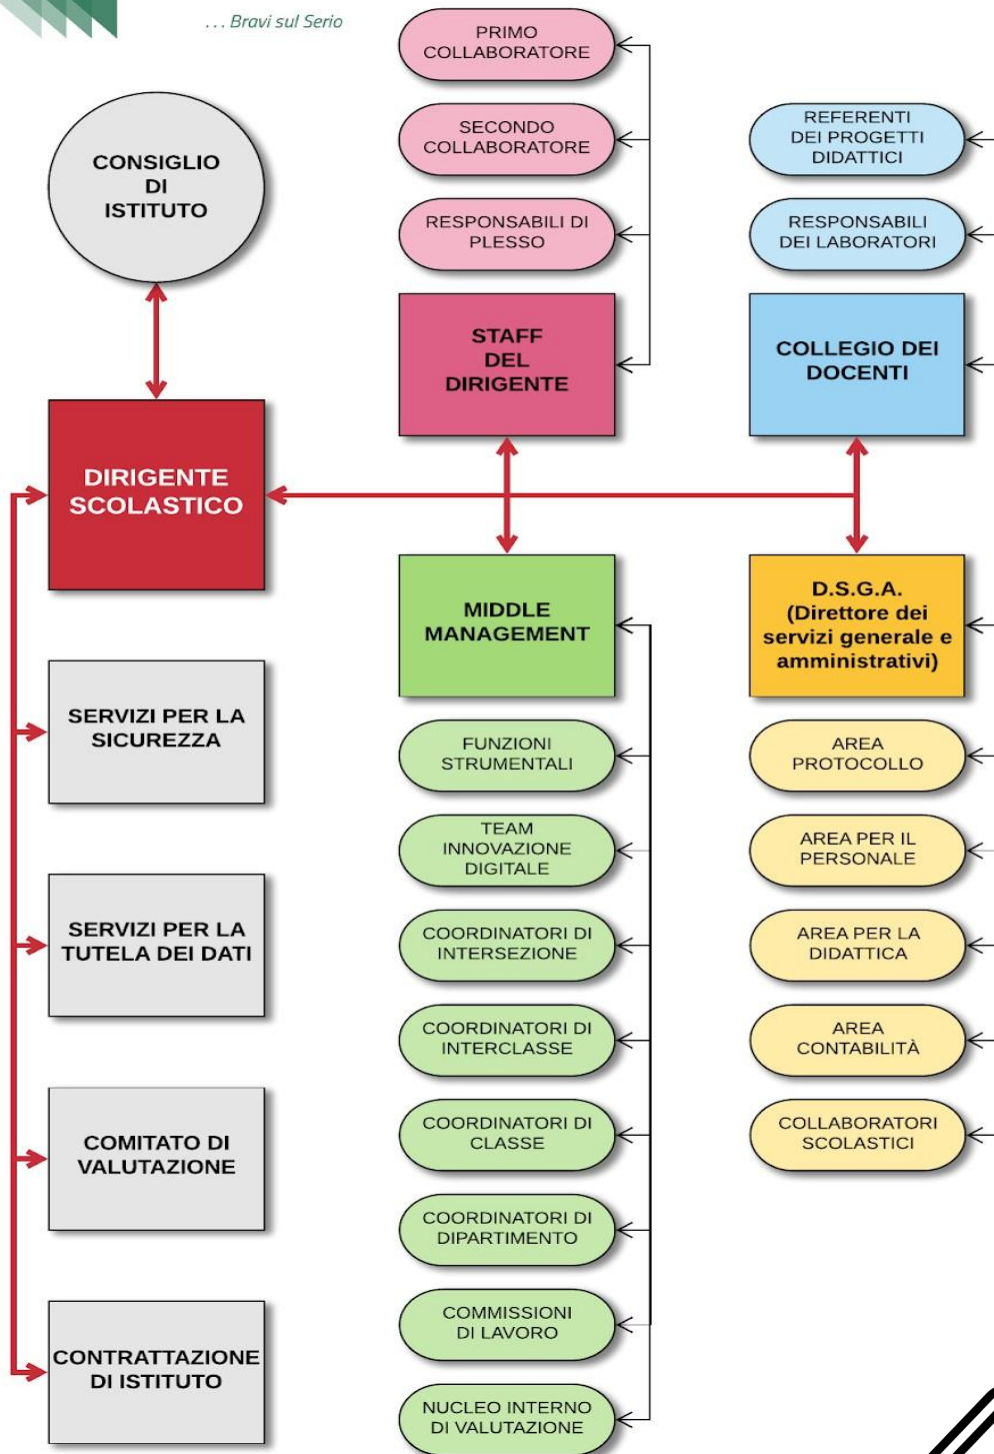 ... Bravi sul Serio
PRIMO
COLLABORATORE
SECONDO
COLLABORATORE
RESPONSABILI DI
PLESSO
STAFF
DEL
DIRIGENTE
REFERENTI
DEI PROGETTI
DIDATTICI
RESPONSABILI
DEI LABORATORI
COLLEGIO DEI
DOCENTI
CONSIGLIO
DI
ISTITUTO
DIRIGENTE
SCOLASTICO
SERVIZI PER LA
SICUREZZA
SERVIZI PER LA
TUTELA DEI DATI
COMITATO DI
VALUTAZIONE
CONTRATTAZIONE
DI ISTITUTO
MIDDLE
MANAGEMENT
FUNZIONI
STRUMENTALI
TEAM
INNOVAZIONE
DIGITALE
COORDINATORI DI
INTERSEZIONE
COORDINATORI DI
INTERCLASSE
COORDINATORI DI
CLASSE
COORDINATORI DI
DIPARTIMENTO
COMMISSIONI
DI LAVORO
NUCLEO INTERNO
DI VALUTAZIONE
D.S.G.A.
(Direttore dei
servizi generale e
amministrativi)
AREA
PROTOCOLLO
AREA PER IL
PERSONALE
AREA PER LA
DIDATTICA
AREA
CONTABILITÀ
COLLABORATORI
SCOLASTICI